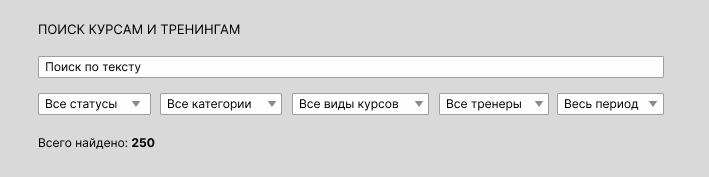 ПОИСК КУРСАМ И ТРЕНИНГАМ
Поиск по тексту
Все статусы Все категории Все виды курсов Все тренеры Весь период
Всего найдено: 250